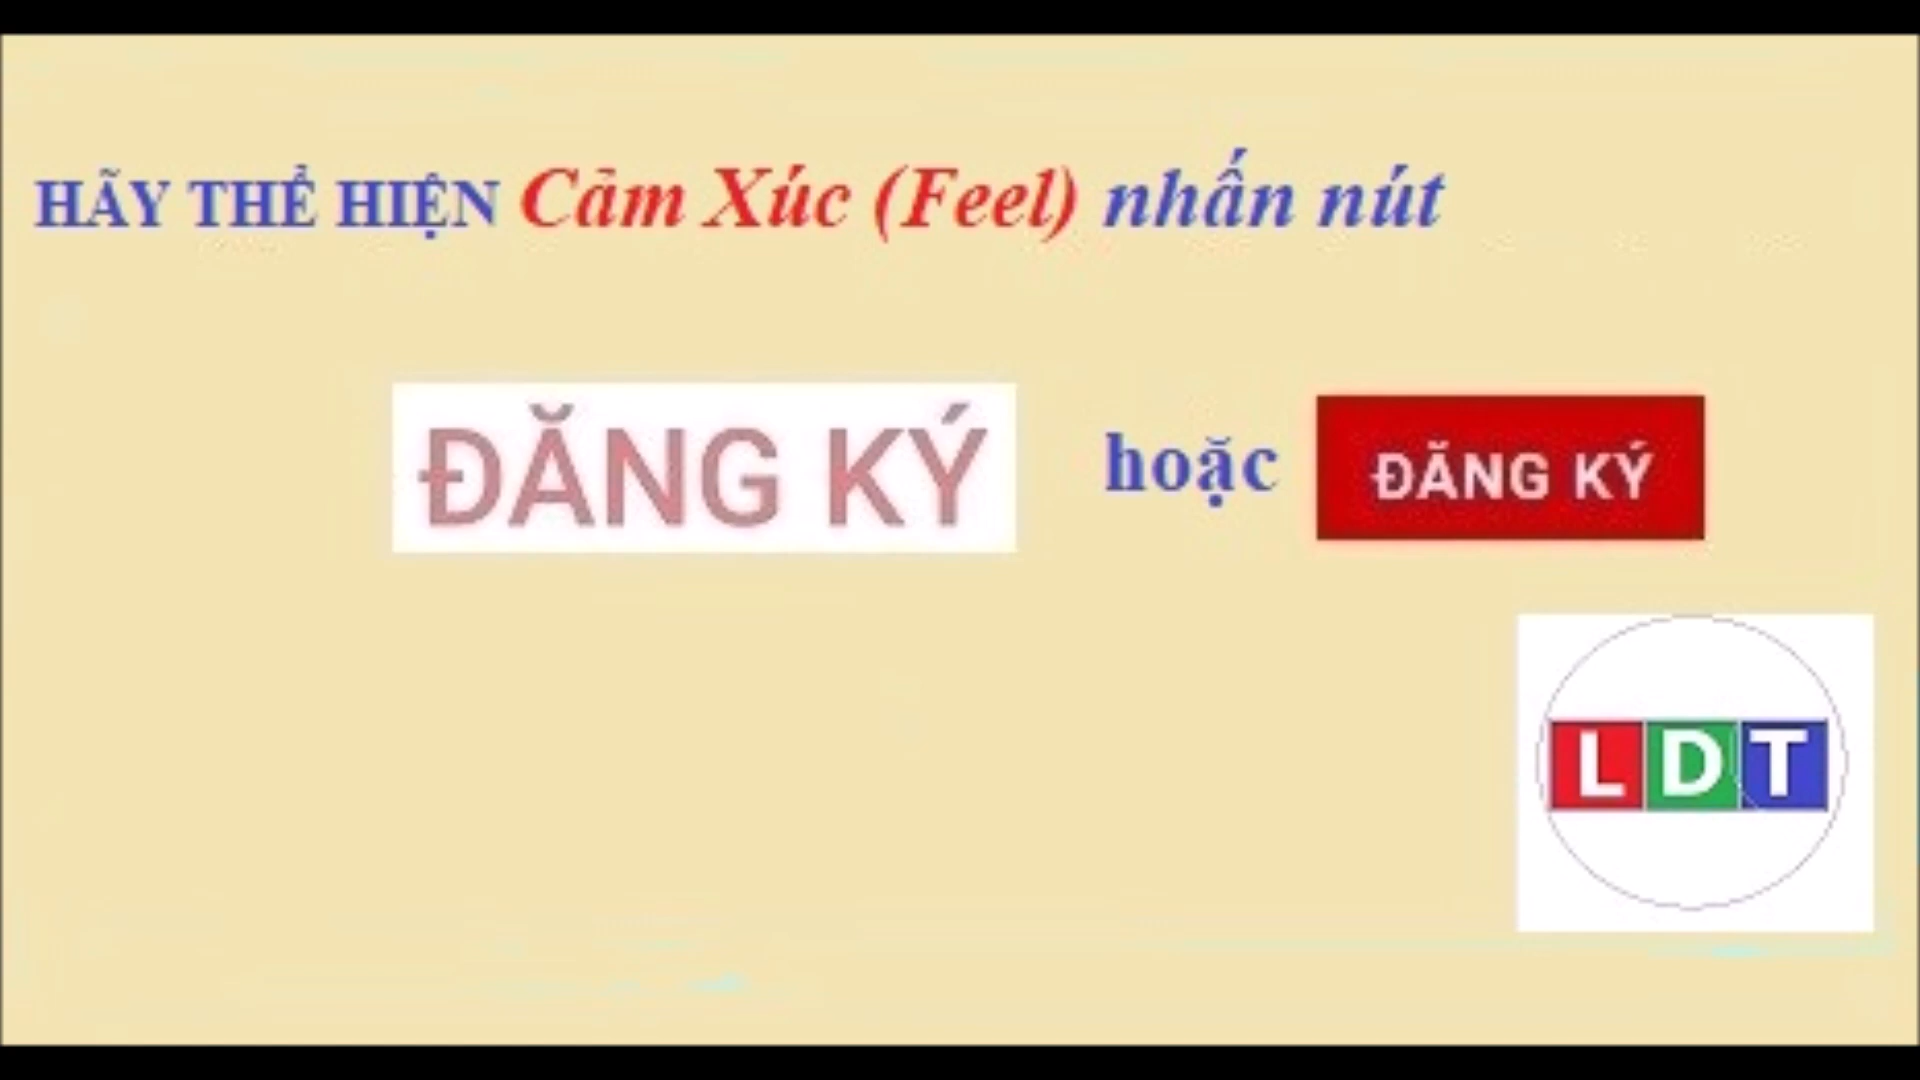 HÃY THỂ HIỆN Cảm Xúc (Feel) nhấn nút
ĐĂNG KÝ hoặc ĐĂNG KÝ
LDT